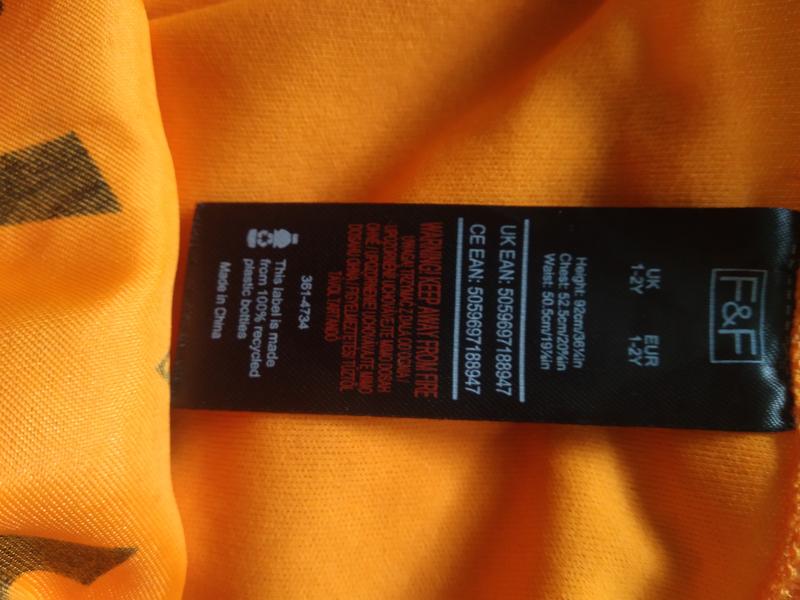 F&F
UK EUR
1-2Y 1-2Y
Height: 92cm/36¼in
Chest: 52.5cm/20¾in
Waist: 50.5cm/19¾in
UK EAN: 5059697188947
CE EAN: 5059697188947
WARNING! KEEP AWAY FROM FIRE
361-4734
This label is made
from 100% recycled
plastic bottles
Made in China